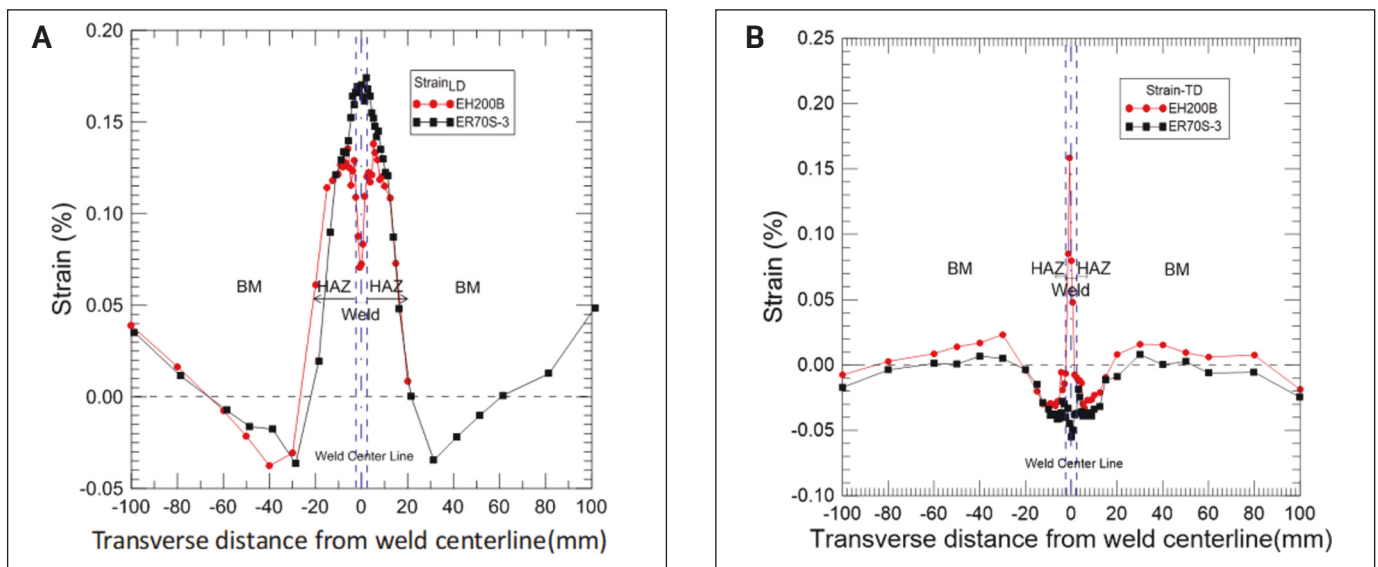 A
0.20
0.15
0.10
0.05
0.00
-0.05
Strain (%)
Strain LD
EH200B
ER70S-3
BM
HAZ
HAZ
BM
Weld
Weld Center Line
-100 -80 -60 -40 -20 0 20 40 60 80 100
Transverse distance from weld centerline(mm)
B
0.25
0.20
0.15
0.10
0.05
0.00
-0.05
-0.10
Strain (%)
Strain-TD
EH200B
ER70S-3
BM
HAZ
HAZ
BM
Weld
Weld Center Line
-100 -80 -60 -40 -20 0 20 40 60 80 100
Transverse distance from weld centerline(mm)